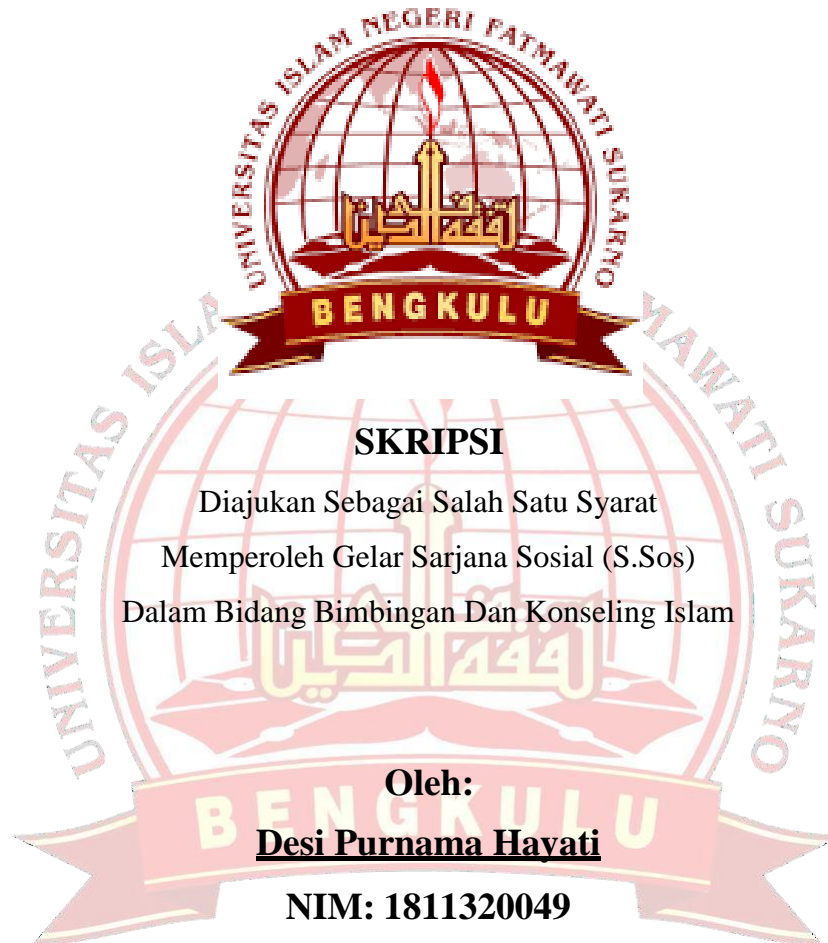 UNIVERSITAS ISLAM NEGERI FATMAWATI SUKARNO
BENGKULU
SKRIPSI
Diajukan Sebagai Salah Satu Syarat
Memperoleh Gelar Sarjana Sosial (S.Sos)
Dalam Bidang Bimbingan Dan Konseling Islam
Oleh:
Desi Purnama Hayati
NIM: 1811320049